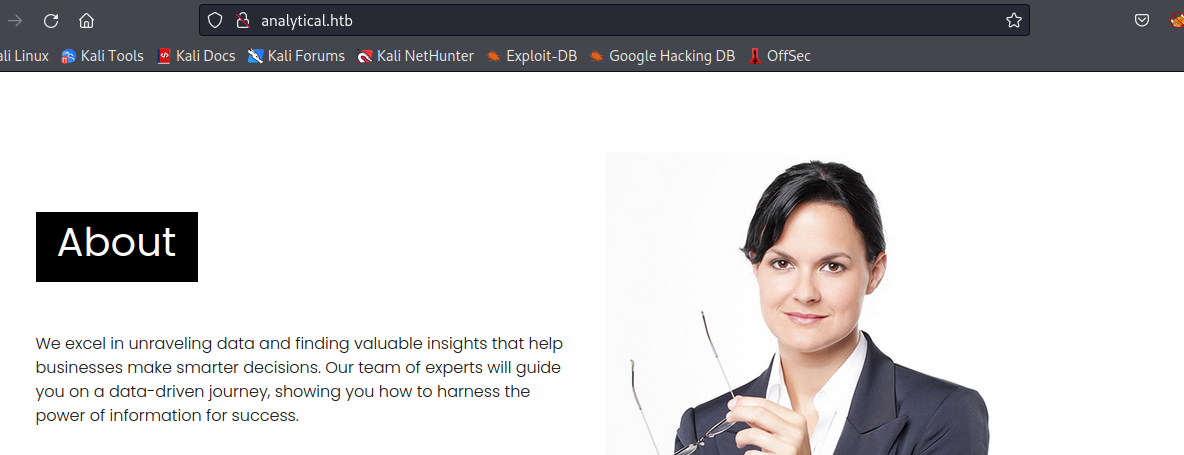 analytical.htb
ali Linux Kali Tools Kali Docs Kali Forums Kali NetHunter Exploit-DB Google Hacking DB OffSec
About
We excel in unraveling data and finding valuable insights that help
businesses make smarter decisions. Our team of experts will guide
you on a data-driven journey, showing you how to harness the
power of information for success.